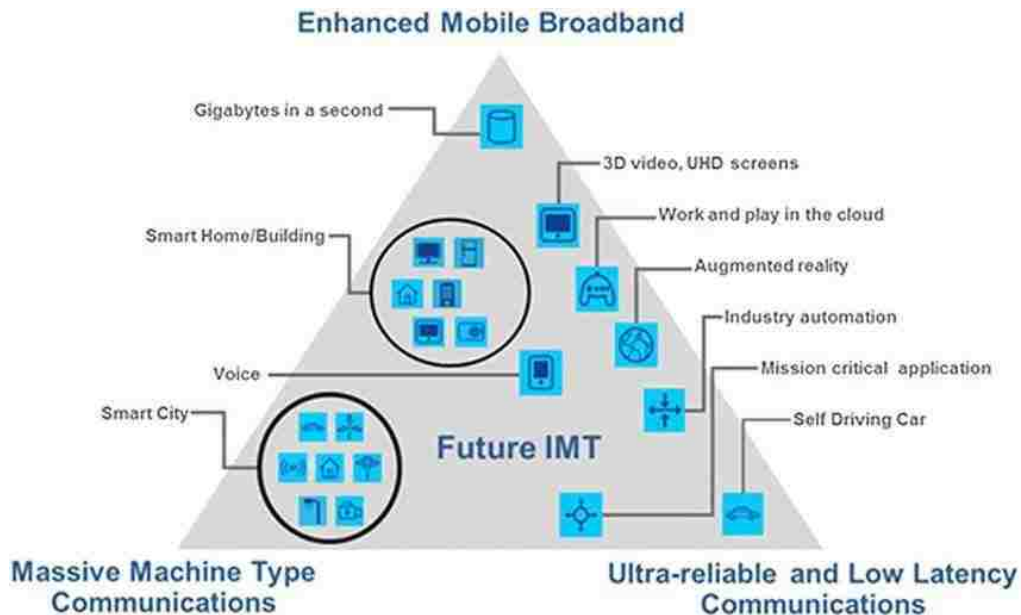 Enhanced Mobile Broadband
Gigabytes in a second
3D video, UHD screens
Work and play in the cloud
Smart Home/Building
Augmented reality
Industry automation
Voice
Mission critical application
Smart City
Self Driving Car
Future IMT
Massive Machine Type
Communications
Ultra-reliable and Low Latency
Communications